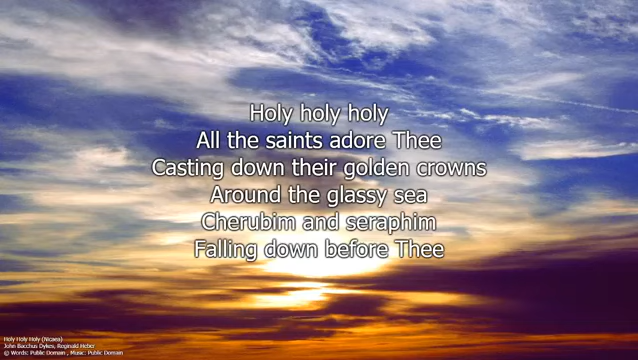 Holy holy holy
All the saints adore Thee
Casting down their golden crowns
Around the glassy sea
Cherubim and seraphim
Falling down before Thee
Holy Holy Holy (Nicaea)
John Bacchus Dykes, Reginald Heber
© Words: Public Domain , Music: Public Domain